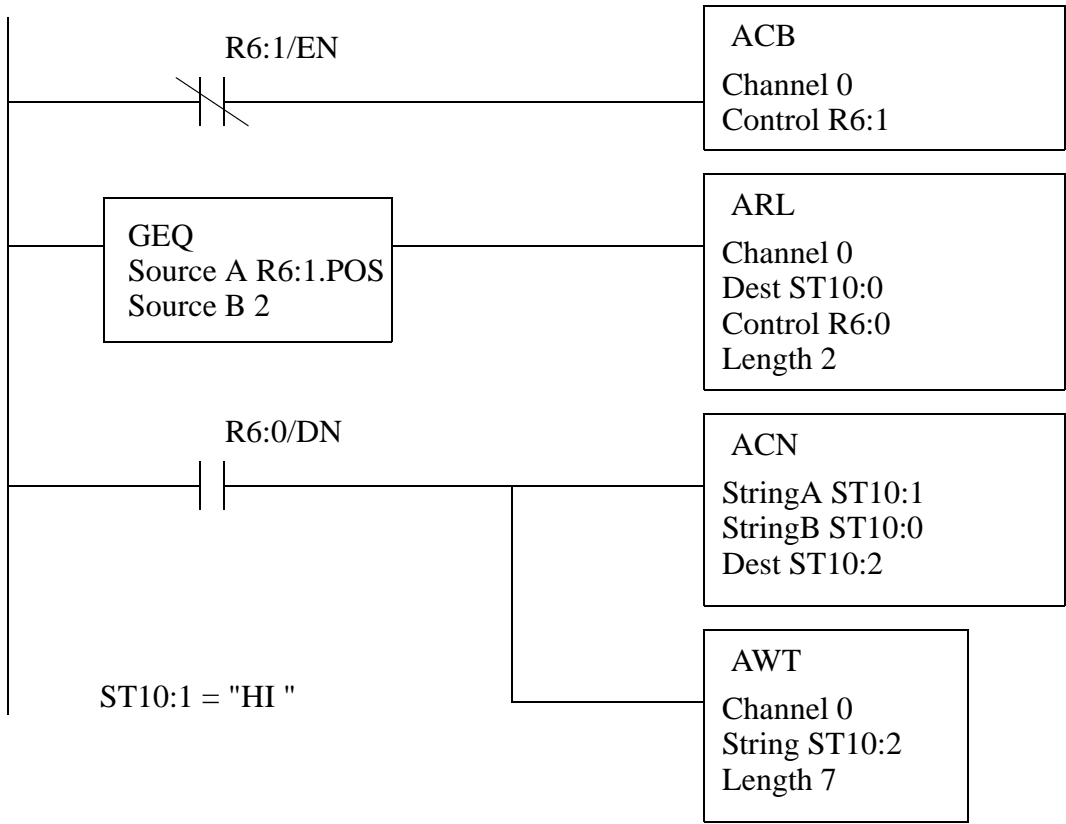 R6:1/EN
ACB
Channel 0
Control R6:1
GEQ
Source A R6:1.POS
Source B 2
ARL
Channel 0
Dest ST10:0
Control R6:0
Length 2
R6:0/DN
ACN
StringA ST10:1
StringB ST10:0
Dest ST10:2
ST10:1 = "HI "
AWT
Channel 0
String ST10:2
Length 7